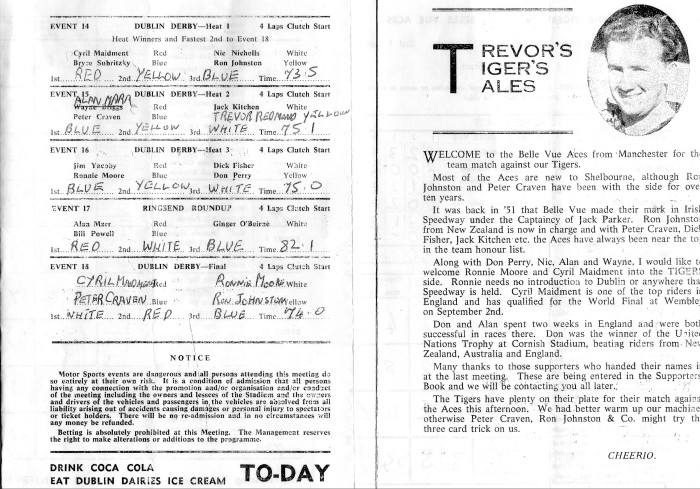 EVENT 14 DUBLIN DERBY—Heat 1 4 Laps Clutch Start
Heat Winners and Fastest 2nd to Event 18
Cyril Maidment Red Nic Nicholls White
Bryce Subritzky Blue Ron Johnston Yellow
1st RED 2nd YELLOW 3rd BLUE Time 73.5
EVENT 15 DUBLIN DERBY—Heat 2 4 Laps Clutch Start
ALAN MARR
Wayne Briggs Red Jack Kitchen White
Peter Craven Blue TREVOR REDMOND YELLOW
1st BLUE 2nd YELLOW 3rd WHITE Time 75.1
EVENT 16 DUBLIN DERBY—Heat 3 4 Laps Clutch Start
Jim Yacoby Red Dick Fisher White
Ronnie Moore Blue Don Perry Yellow
1st BLUE 2nd YELLOW 3rd WHITE Time 75.0
EVENT 17 RINGSEND ROUNDUP 4 Laps Clutch Start
Alan Marr Red Ginger O'Beirne White
Bill Powell Blue
1st RED 2nd WHITE 3rd BLUE Time 82.1
EVENT 18 DUBLIN DERBY—Final 4 Laps Clutch Start
CYRIL MAIDMENT Red RONNIE MOORE White
PETER CRAVEN Blue RON. JOHNSTON Yellow
1st WHITE 2nd RED 3rd BLUE Time 74.0
NOTICE
Motor Sports events are dangerous and all persons attending this meeting do
so entirely at their own risk. It is a condition of admission that all persons
having any connection with the promotion and/or organisation and/or conduct
of the meeting including the owners and lessees of the Stadium and the owners
and drivers of the vehicles and passengers in the vehicles are absolved from all
liability arising out of accidents causing damages or personal injury to spectators
or ticket holders. There will be no re-admission and in no circumstances will
any money be refunded.
Betting is absolutely prohibited at this Meeting. The Management reserves
the right to make alterations or additions to the programme.
DRINK COCA COLA
EAT DUBLIN DAIRIES ICE CREAM TO-DAY
TREVOR'S
TIGER'S
TALES
WELCOME to the Belle Vue Aces from Manchester for the
team match against our Tigers.
Most of the Aces are new to Shelbourne, although Ron
Johnston and Peter Craven have been with the side for over
ten years.
It was back in '51 that Belle Vue made their mark in Irish
Speedway under the Captaincy of Jack Parker. Ron Johnston
from New Zealand is now in charge and with Peter Craven, Dick
Fisher, Jack Kitchen etc. the Aces have always been near the to
in the team honour list.
Along with Don Perry, Nic, Alan and Wayne, I would like to
welcome Ronnie Moore and Cyril Maidment into the TIGERS
side. Ronnie needs no introduction to Dublin or anywhere that
Speedway is held. Cyril Maidment is one of the top riders in
England and has qualified for the World Final at Wembley
on September 2nd.
Don and Alan spent two weeks in England and were both
successful in races there. Don was the winner of the United
Nations Trophy at Cornish Stadium, beating riders from New
Zealand, Australia and England.
Many thanks to those supporters who handed their names i
at the last meeting. These are being entered in the Supporters
Book and we will be contacting you all later.
The Tigers have plenty on their plate for their match against
the Aces this afternoon. We had better warm up our machine
otherwise Peter Craven, Ron Johnston & Co. might try th
three card trick on us.
CHEERIO.